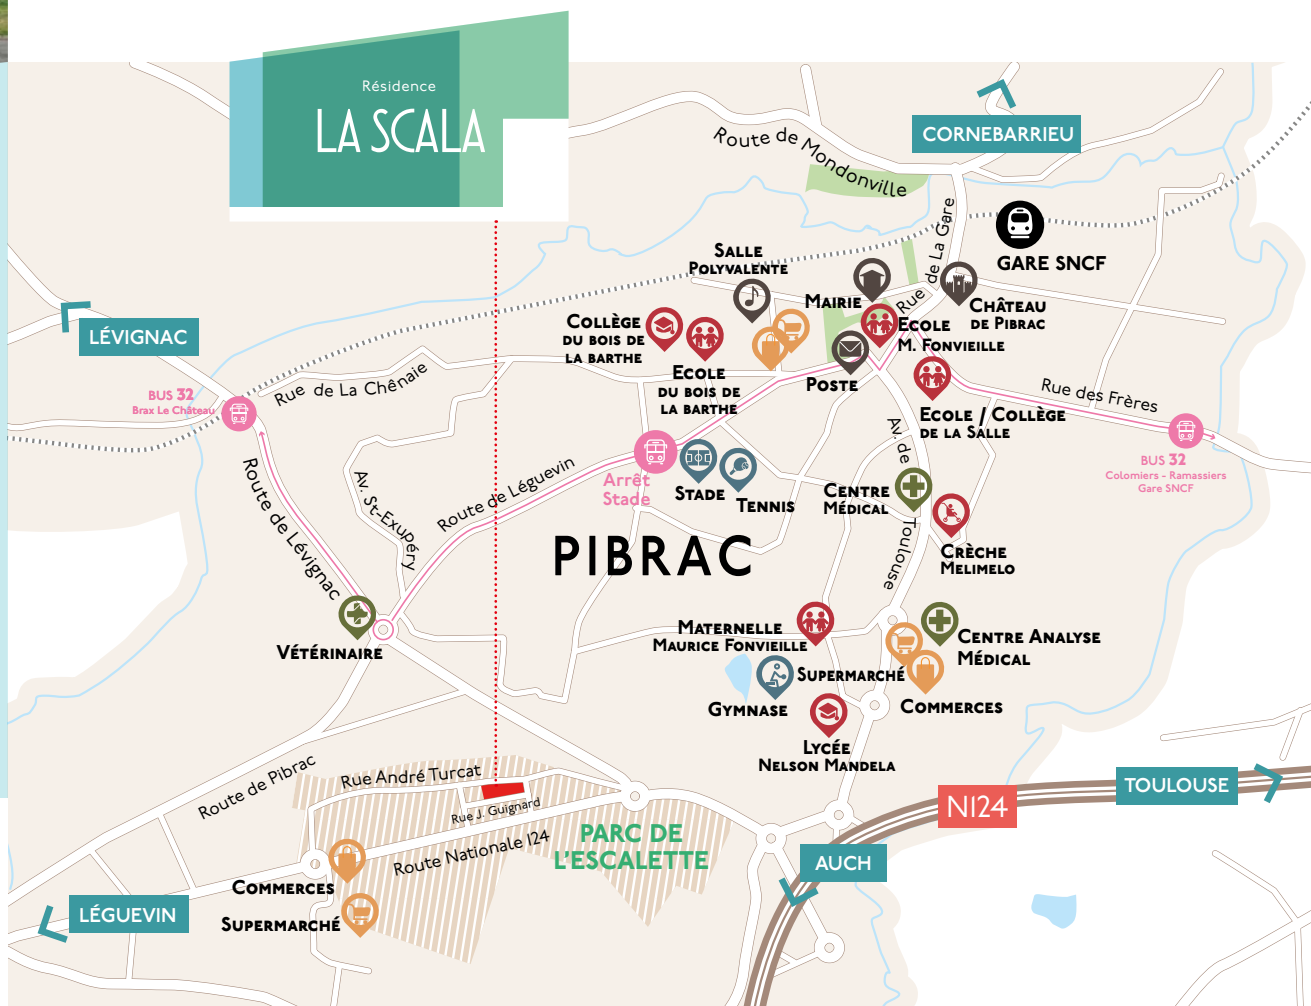 Résidence
LA SCALA
Route de Mondonville
CORNEBARRIEU
Rue de La Gare
GARE SNCF
SALLE
POLYVALENTE
MAIRIE
CHÂTEAU
DE PIBRAC
COLLÈGE
DU BOIS DE
LA BARTHE
ECOLE
M. FONVIEILLE
LÉVIGNAC
ECOLE
DU BOIS DE
LA BARTHE
POSTE
Rue de La Chênaie
BUS 32
Brax Le Château
Rue des Frères
ECOLE / COLLÈGE
DE LA SALLE
BUS 32
Colomiers - Ramassiers
Gare SNCF
Av. de Toulouse
Route de Lévignac
Av. St-Exupéry
Route de Léguevin
Arrêt
Stade
STADE
TENNIS
CENTRE
MÉDICAL
CRÈCHE
MELIMELO
PIBRAC
VÉTÉRINAIRE
MATERNELLE
MAURICE FONVIEILLE
CENTRE ANALYSE
MÉDICAL
SUPERMARCHÉ
GYMNASE
COMMERCES
LYCÉE
NELSON MANDELA
Route de Pibrac
Rue André Turcat
Rue J. Guignard
Route Nationale 124
PARC DE
L'ESCALETTE
N124
TOULOUSE
AUCH
COMMERCES
SUPERMARCHÉ
LÉGUEVIN